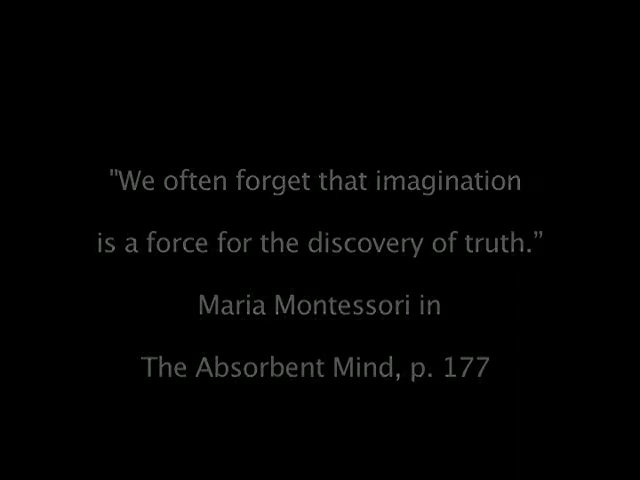 "We often forget that imagination
is a force for the discovery of truth.”
Maria Montessori in
The Absorbent Mind, p. 177